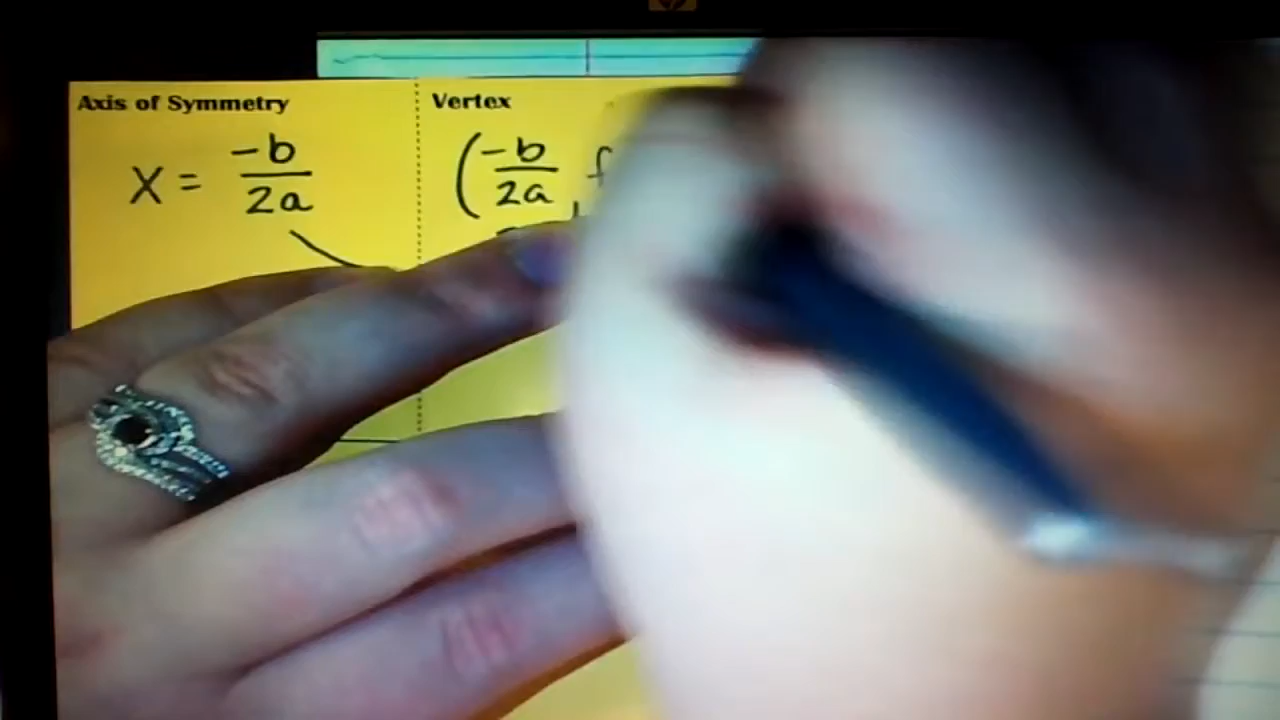 Axis of Symmetry
X = -b/2a
Vertex
(-b/2a, f